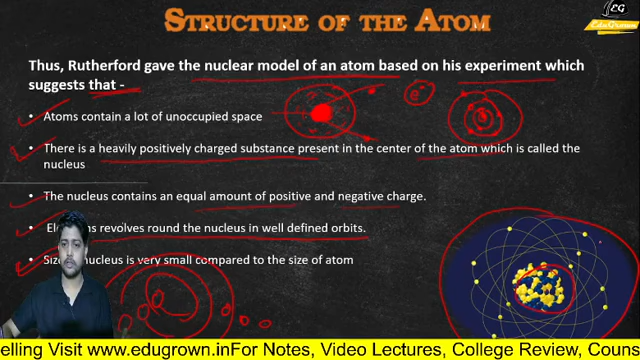 STRUCTURE OF THE ATOM
EG
EduGrown
Thus, Rutherford gave the nuclear model of an atom based on his experiment which
suggests that -
e⁻
• Atoms contain a lot of unoccupied space
• There is a heavily positively charged substance present in the center of the atom which is called the
nucleus
• The nucleus contains an equal amount of positive and negative charge.
revolves round the nucleus in well defined orbits.
nucleus is very small compared to the size of atom
elling Visit www.edugrown.inFor Notes, Video Lectures, College Review, Couns